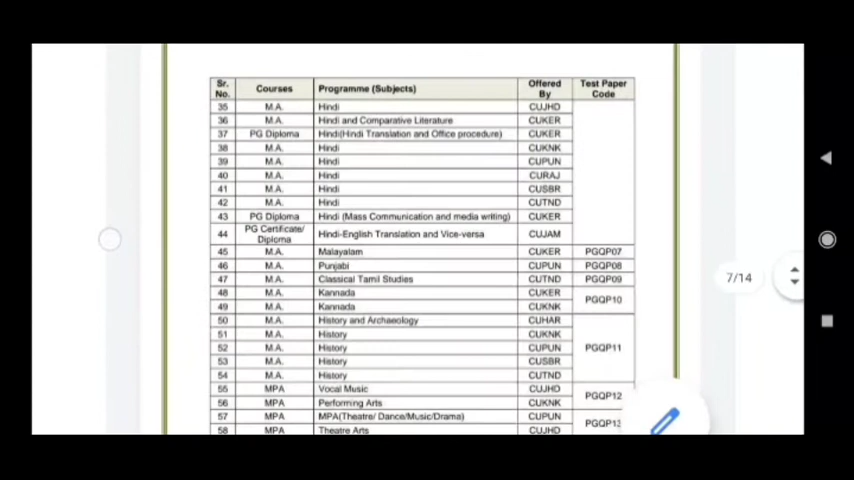 Sr. No. Courses Programme (Subjects) Offered By Test Paper Code
35 M.A. Hindi CUJHD
36 M.A. Hindi and Comparative Literature CUKER
37 PG Diploma Hindi(Hindi Translation and Office procedure) CUKER
38 M.A. Hindi CUKNK
39 M.A. Hindi CUPUN
40 M.A. Hindi CURAJ
41 M.A. Hindi CUSBR
42 M.A. Hindi CUTND
43 PG Diploma Hindi (Mass Communication and media writing) CUKER
44 PG Certificate/ Diploma Hindi-English Translation and Vice-versa CUJAM
45 M.A. Malayalam CUKER PGQP07
46 M.A. Punjabi CUPUN PGQP08
47 M.A. Classical Tamil Studies CUTND PGQP09
48 M.A. Kannada CUKER PGQP10
49 M.A. Kannada CUKNK
50 M.A. History and Archaeology CUHAR
51 M.A. History CUKNK
52 M.A. History CUPUN PGQP11
53 M.A. History CUSBR
54 M.A. History CUTND
55 MPA Vocal Music CUJHD PGQP12
56 MPA Performing Arts CUKNK
57 MPA MPA(Theatre/ Dance/Music/Drama) CUPUN PGQP13
58 MPA Theatre Arts CUJHD
7/14